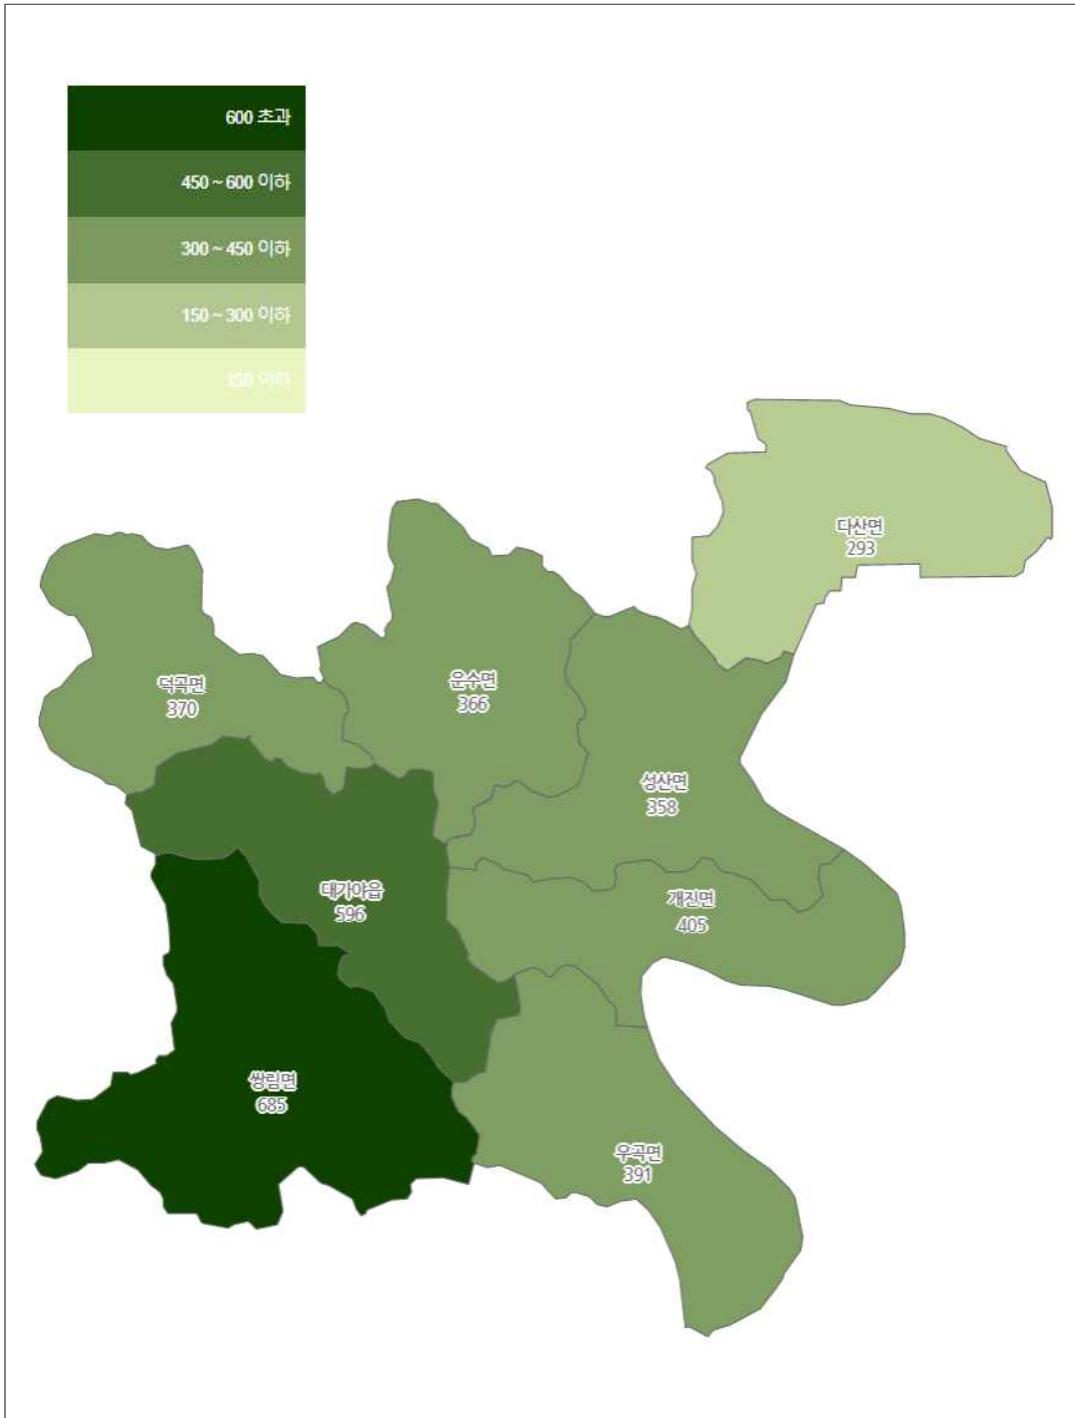 600 초과
450 ~ 600 이하
300 ~ 450 이하
150 ~ 300 이하
150 이하
다산면
293
덕곡면
370
운수면
366
성산면
358
대가야읍
596
개진면
405
쌍림면
685
우곡면
391